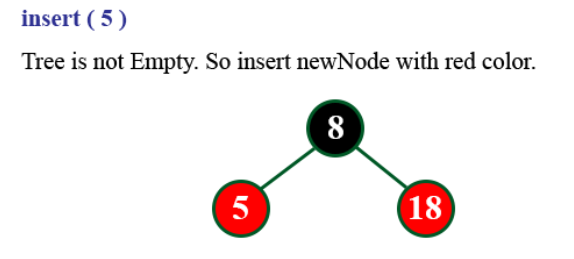 insert ( 5 )
Tree is not Empty. So insert newNode with red color.
8
5 18